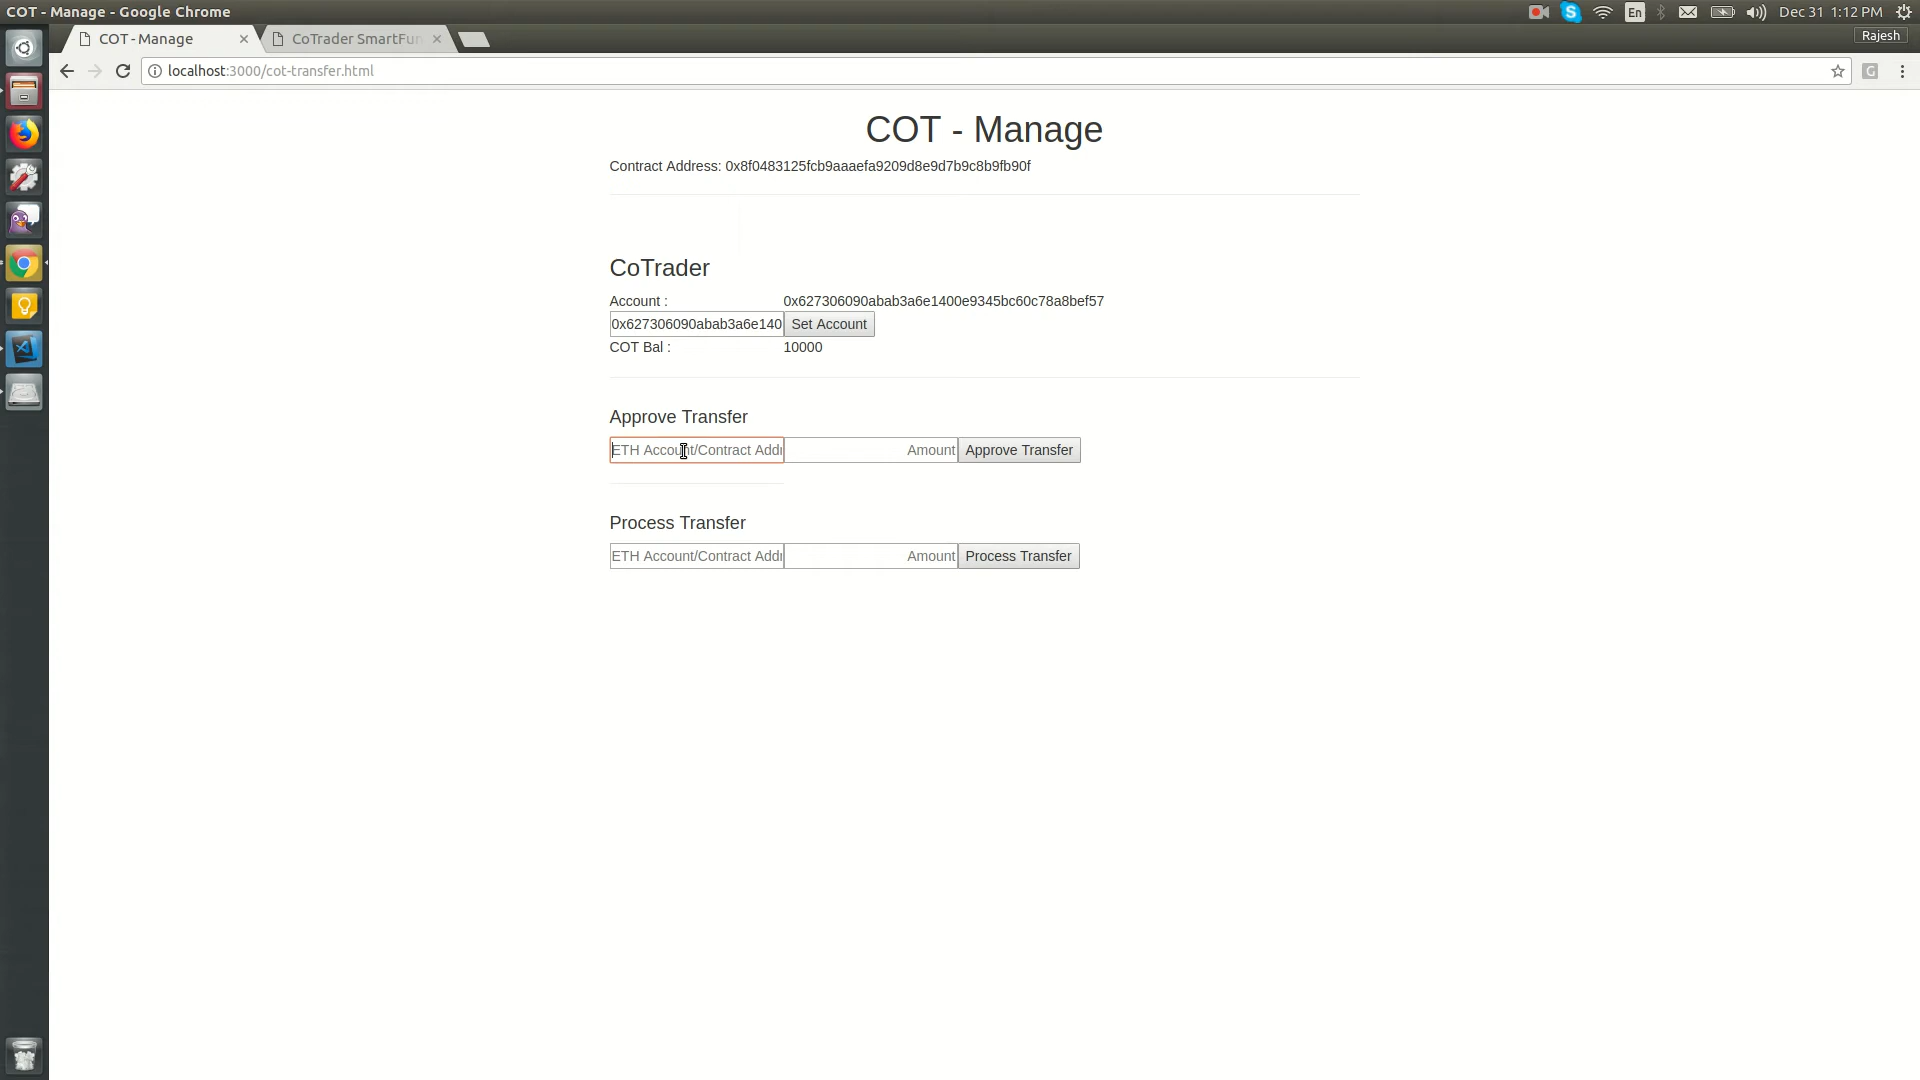 COT - Manage - Google Chrome
En
Dec 31 1:12 PM
COT - Manage
CoTrader SmartFun
Rajesh
localhost:3000/cot-transfer.html
G
COT - Manage
Contract Address: 0x8f0483125fcb9aaaefa9209d8e9d7b9c8b9fb90f
CoTrader
Account : 0x627306090abab3a6e1400e9345bc60c78a8bef57
0x627306090abab3a6e140 Set Account
COT Bal : 10000
Approve Transfer
ETH Account/Contract Addr Amount Approve Transfer
Process Transfer
ETH Account/Contract Addr Amount Process Transfer